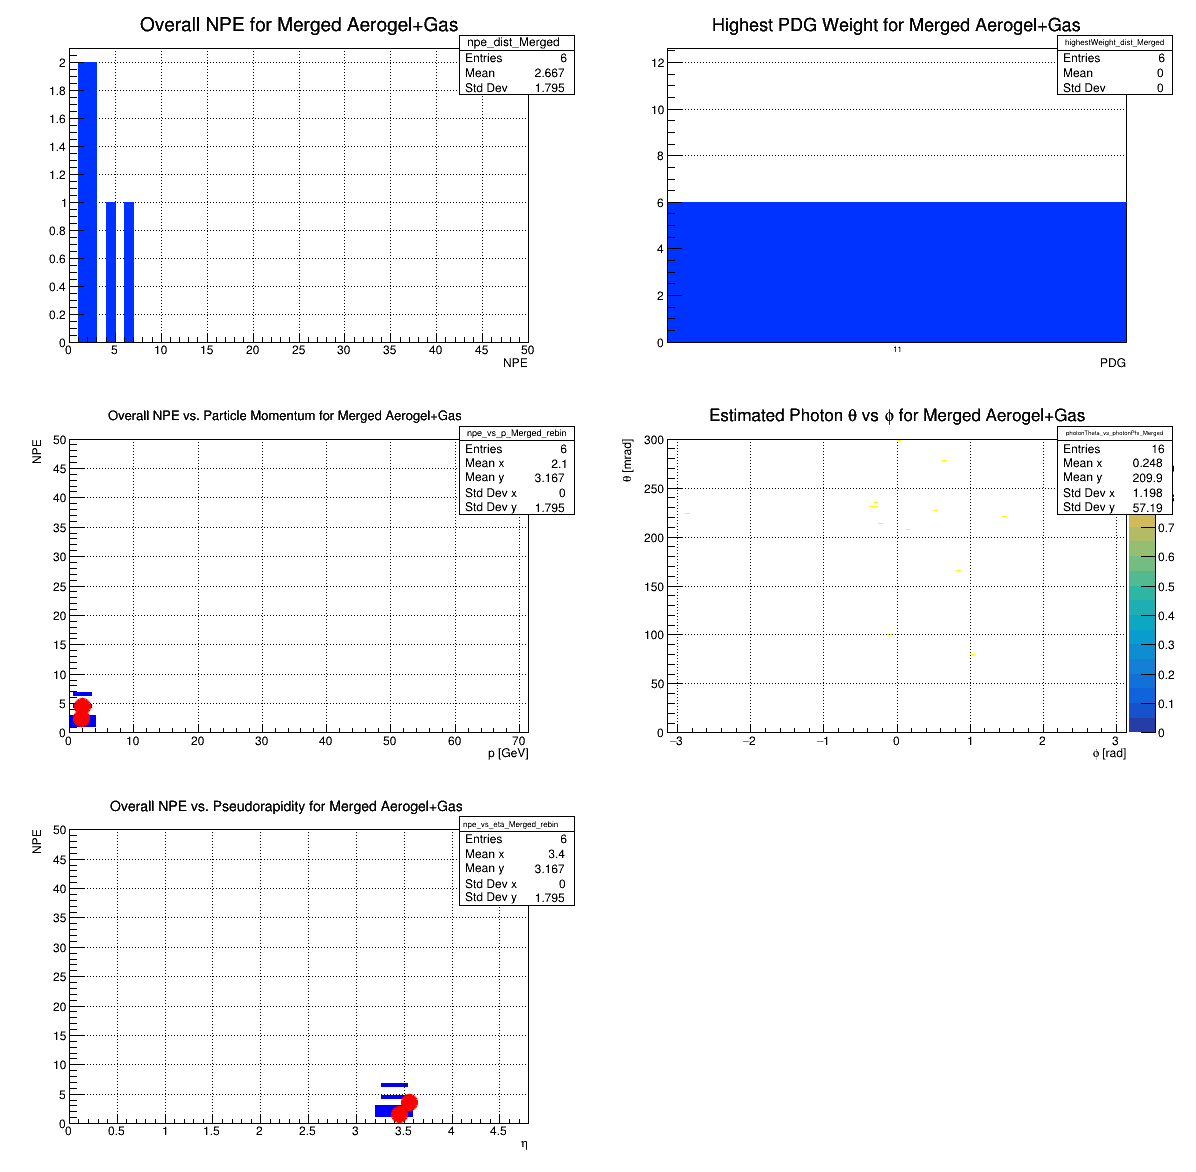 Overall NPE for Merged Aerogel+Gas
npe_dist_Merged
Entries 6
Mean 2.667
Std Dev 1.795
2
1.8
1.6
1.4
1.2
1
0.8
0.6
0.4
0.2
0
0 5 10 15 20 25 30 35 40 45 50
NPE
Highest PDG Weight for Merged Aerogel+Gas
highestWeight_dist_Merged
Entries 6
Mean 0
Std Dev 0
12
10
8
6
4
2
0
11
PDG
Overall NPE vs. Particle Momentum for Merged Aerogel+Gas
npe_vs_p_Merged_rebin
Entries 6
Mean x 2.1
Mean y 3.167
Std Dev x 0
Std Dev y 1.795
NPE
50
45
40
35
30
25
20
15
10
5
0
0 10 20 30 40 50 60 70
p [GeV]
Estimated Photon θ vs ϕ for Merged Aerogel+Gas
photonTheta_vs_photonPhi_Merged
Entries 16
Mean x 0.248
Mean y 209.9
Std Dev x 1.198
Std Dev y 57.19
θ [mrad]
300
250
200
150
100
50
0
−3 −2 −1 0 1 2 3
ϕ [rad]
0.7
0.6
0.5
0.4
0.3
0.2
0.1
0
Overall NPE vs. Pseudorapidity for Merged Aerogel+Gas
npe_vs_eta_Merged_rebin
Entries 6
Mean x 3.4
Mean y 3.167
Std Dev x 0
Std Dev y 1.795
NPE
50
45
40
35
30
25
20
15
10
5
0
0 0.5 1 1.5 2 2.5 3 3.5 4 4.5
η